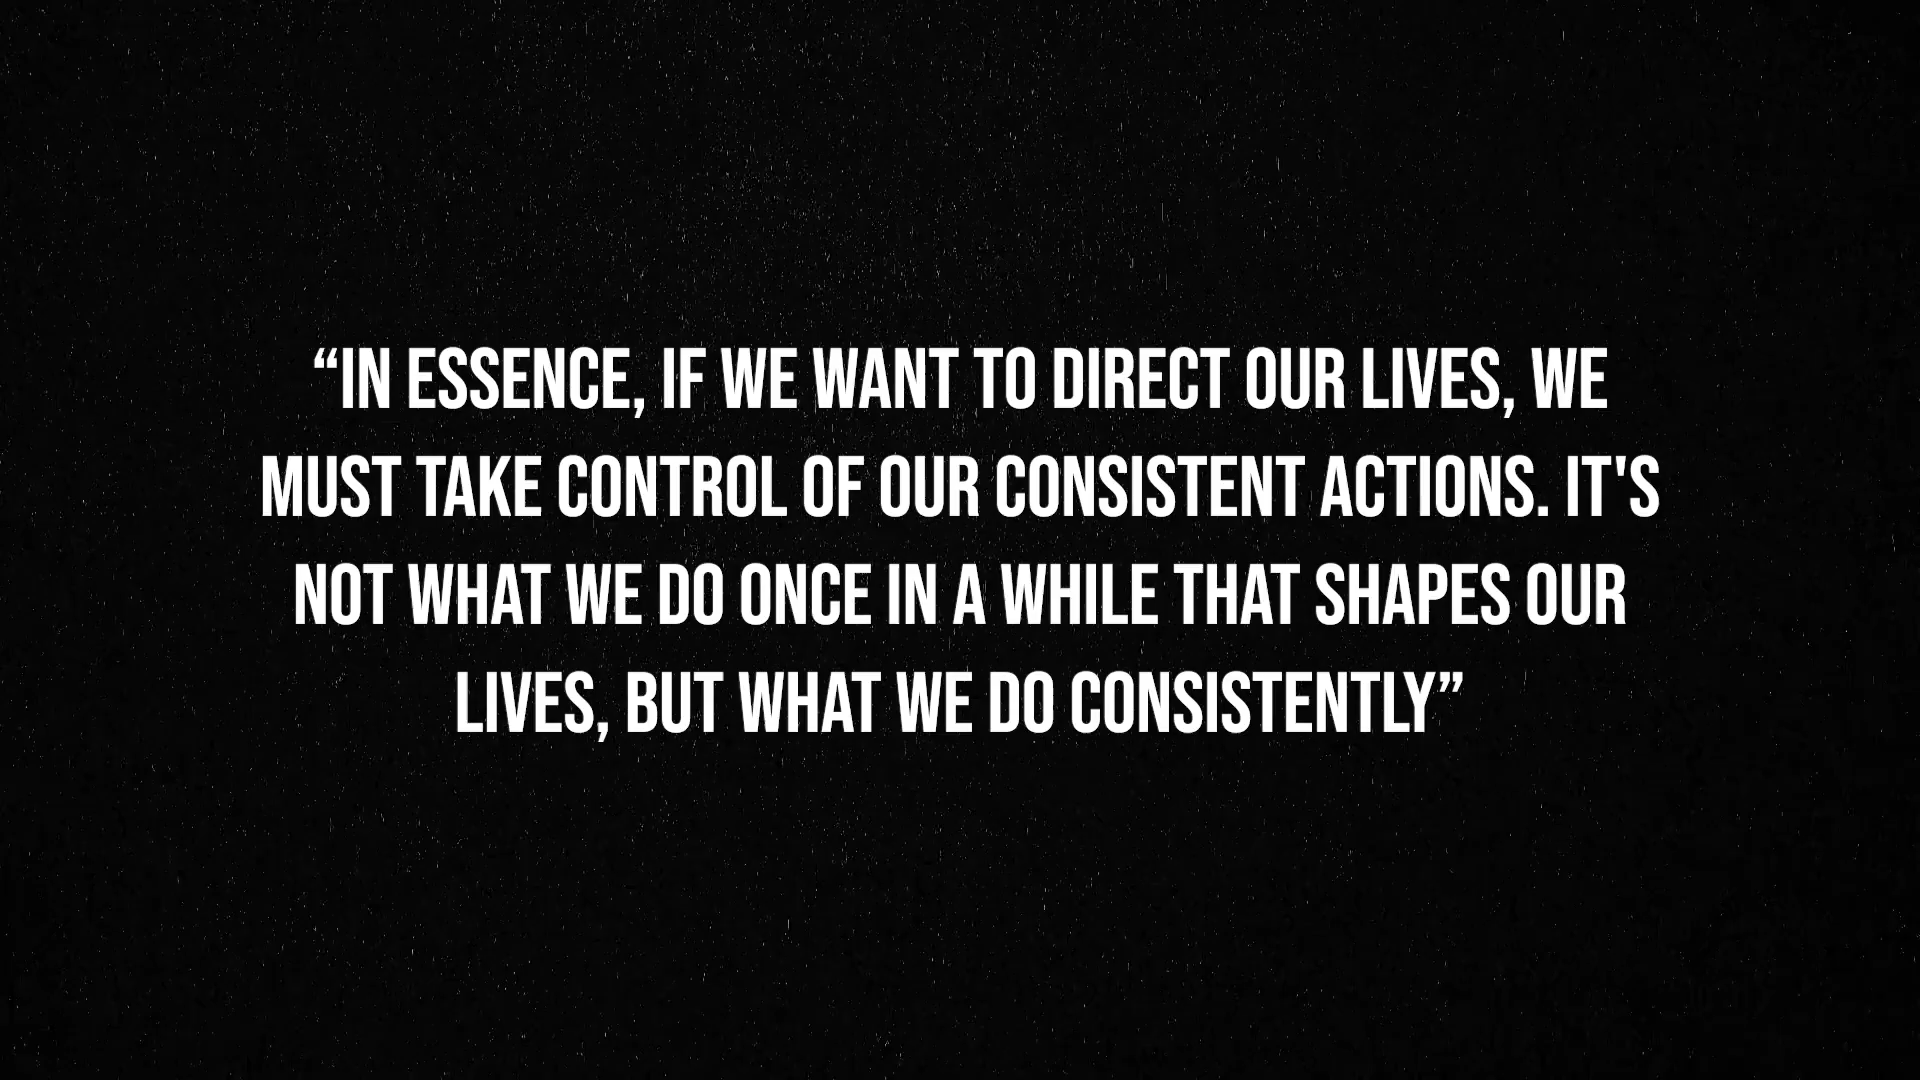 “IN ESSENCE, IF WE WANT TO DIRECT OUR LIVES, WE
MUST TAKE CONTROL OF OUR CONSISTENT ACTIONS. IT'S
NOT WHAT WE DO ONCE IN A WHILE THAT SHAPES OUR
LIVES, BUT WHAT WE DO CONSISTENTLY”